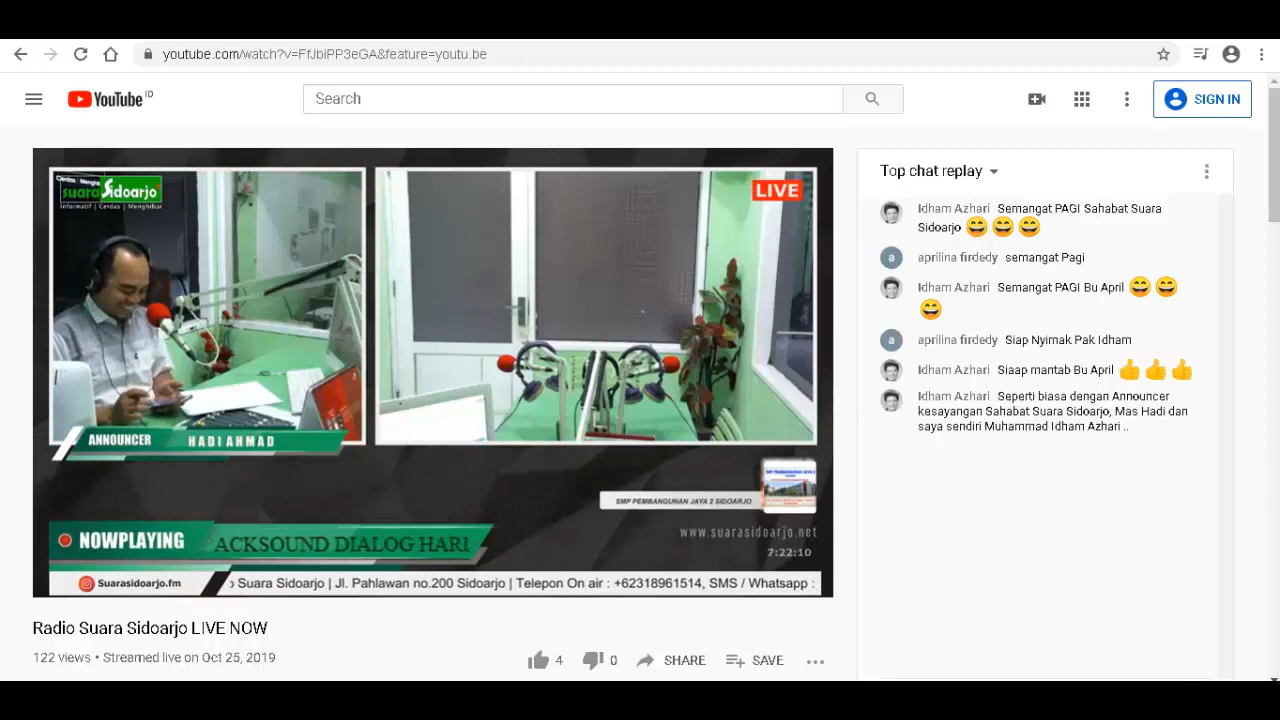 youtube.com/watch?v=FfJbiPP3eGA&feature=youtu.be
YouTube ID
Search
SIGN IN
suara Sidoarjo
Informatif | Cerdas | Menghibur
LIVE
ANNOUNCER HADI AHMAD
SMP PEMBANGUNAN JAYA 2 SIDOARJO
www.suarasidoarjo.net
NOWPLAYING ACKSOUND DIALOG HARI
7:22:10
Suarasidoarjo.fm Suara Sidoarjo | Jl. Pahlawan no.200 Sidoarjo | Telepon On air : +62318961514, SMS / Whatsapp :
Radio Suara Sidoarjo LIVE NOW
122 views • Streamed live on Oct 25, 2019
4 0 SHARE SAVE
Top chat replay
Idham Azhari Semangat PAGI Sahabat Suara
Sidoarjo 😄 😄 😄
a aprilina firdedy semangat Pagi
Idham Azhari Semangat PAGI Bu April 😄 😄
😄
a aprilina firdedy Siap Nyimak Pak Idham
Idham Azhari Siaap mantab Bu April 👍 👍 👍
Idham Azhari Seperti biasa dengan Announcer
kesayangan Sahabat Suara Sidoarjo, Mas Hadi dan
saya sendiri Muhammad Idham Azhari ..